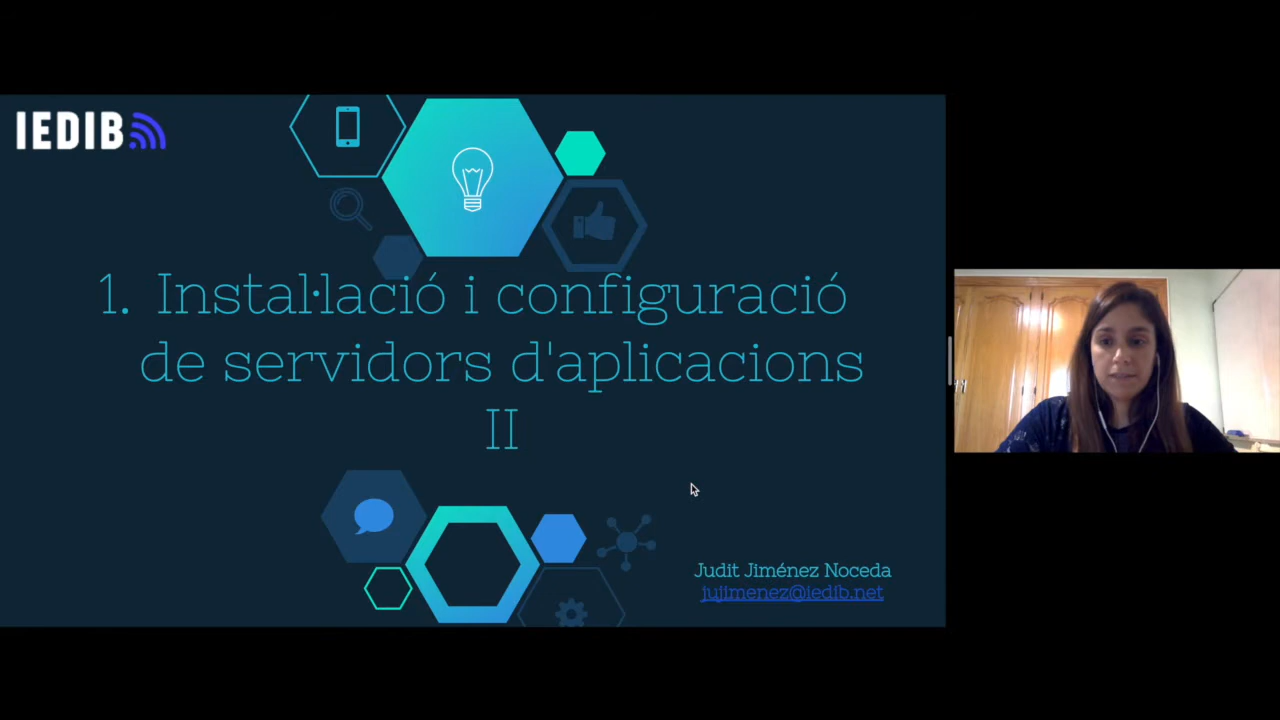 IEDIB
1. Instal·lació i configuració
de servidors d'aplicacions
II
Judit Jiménez Noceda
jujimenez@iedib.net